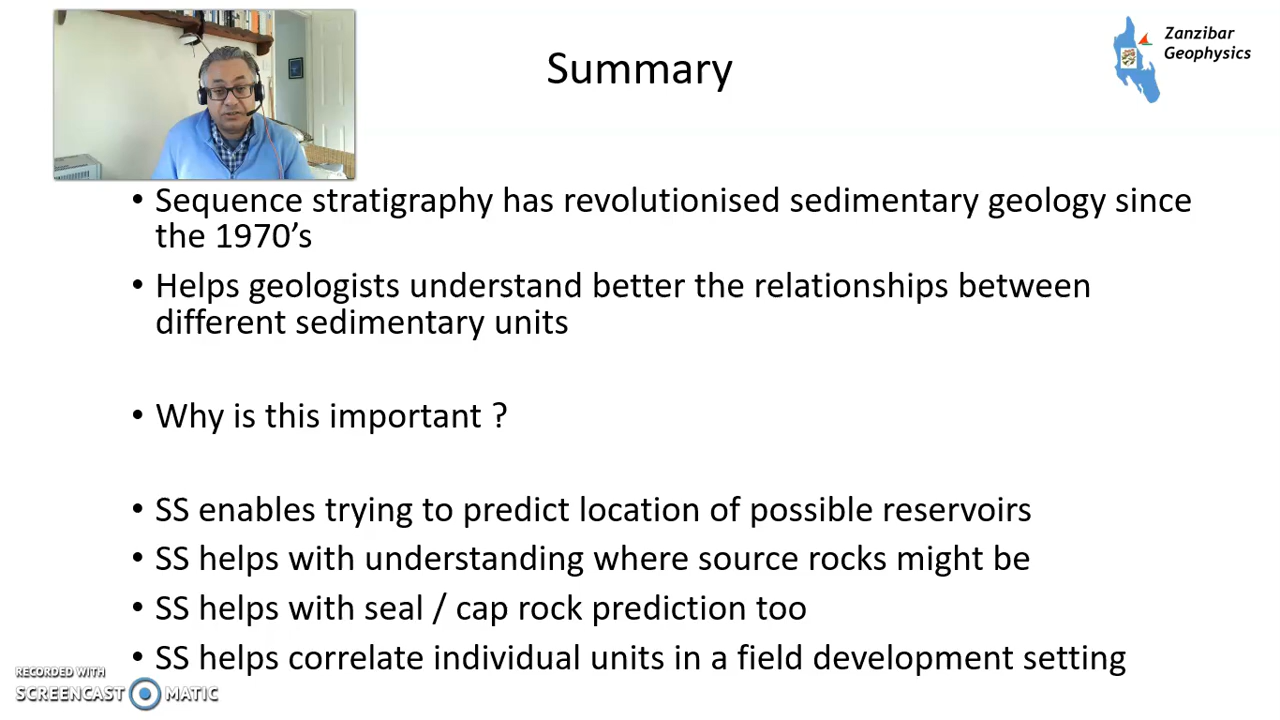 Summary
Zanzibar
Geophysics
• Sequence stratigraphy has revolutionised sedimentary geology since
the 1970’s
• Helps geologists understand better the relationships between
different sedimentary units
• Why is this important ?
• SS enables trying to predict location of possible reservoirs
• SS helps with understanding where source rocks might be
• SS helps with seal / cap rock prediction too
• SS helps correlate individual units in a field development setting
RECORDED WITH
SCREENCAST MATIC